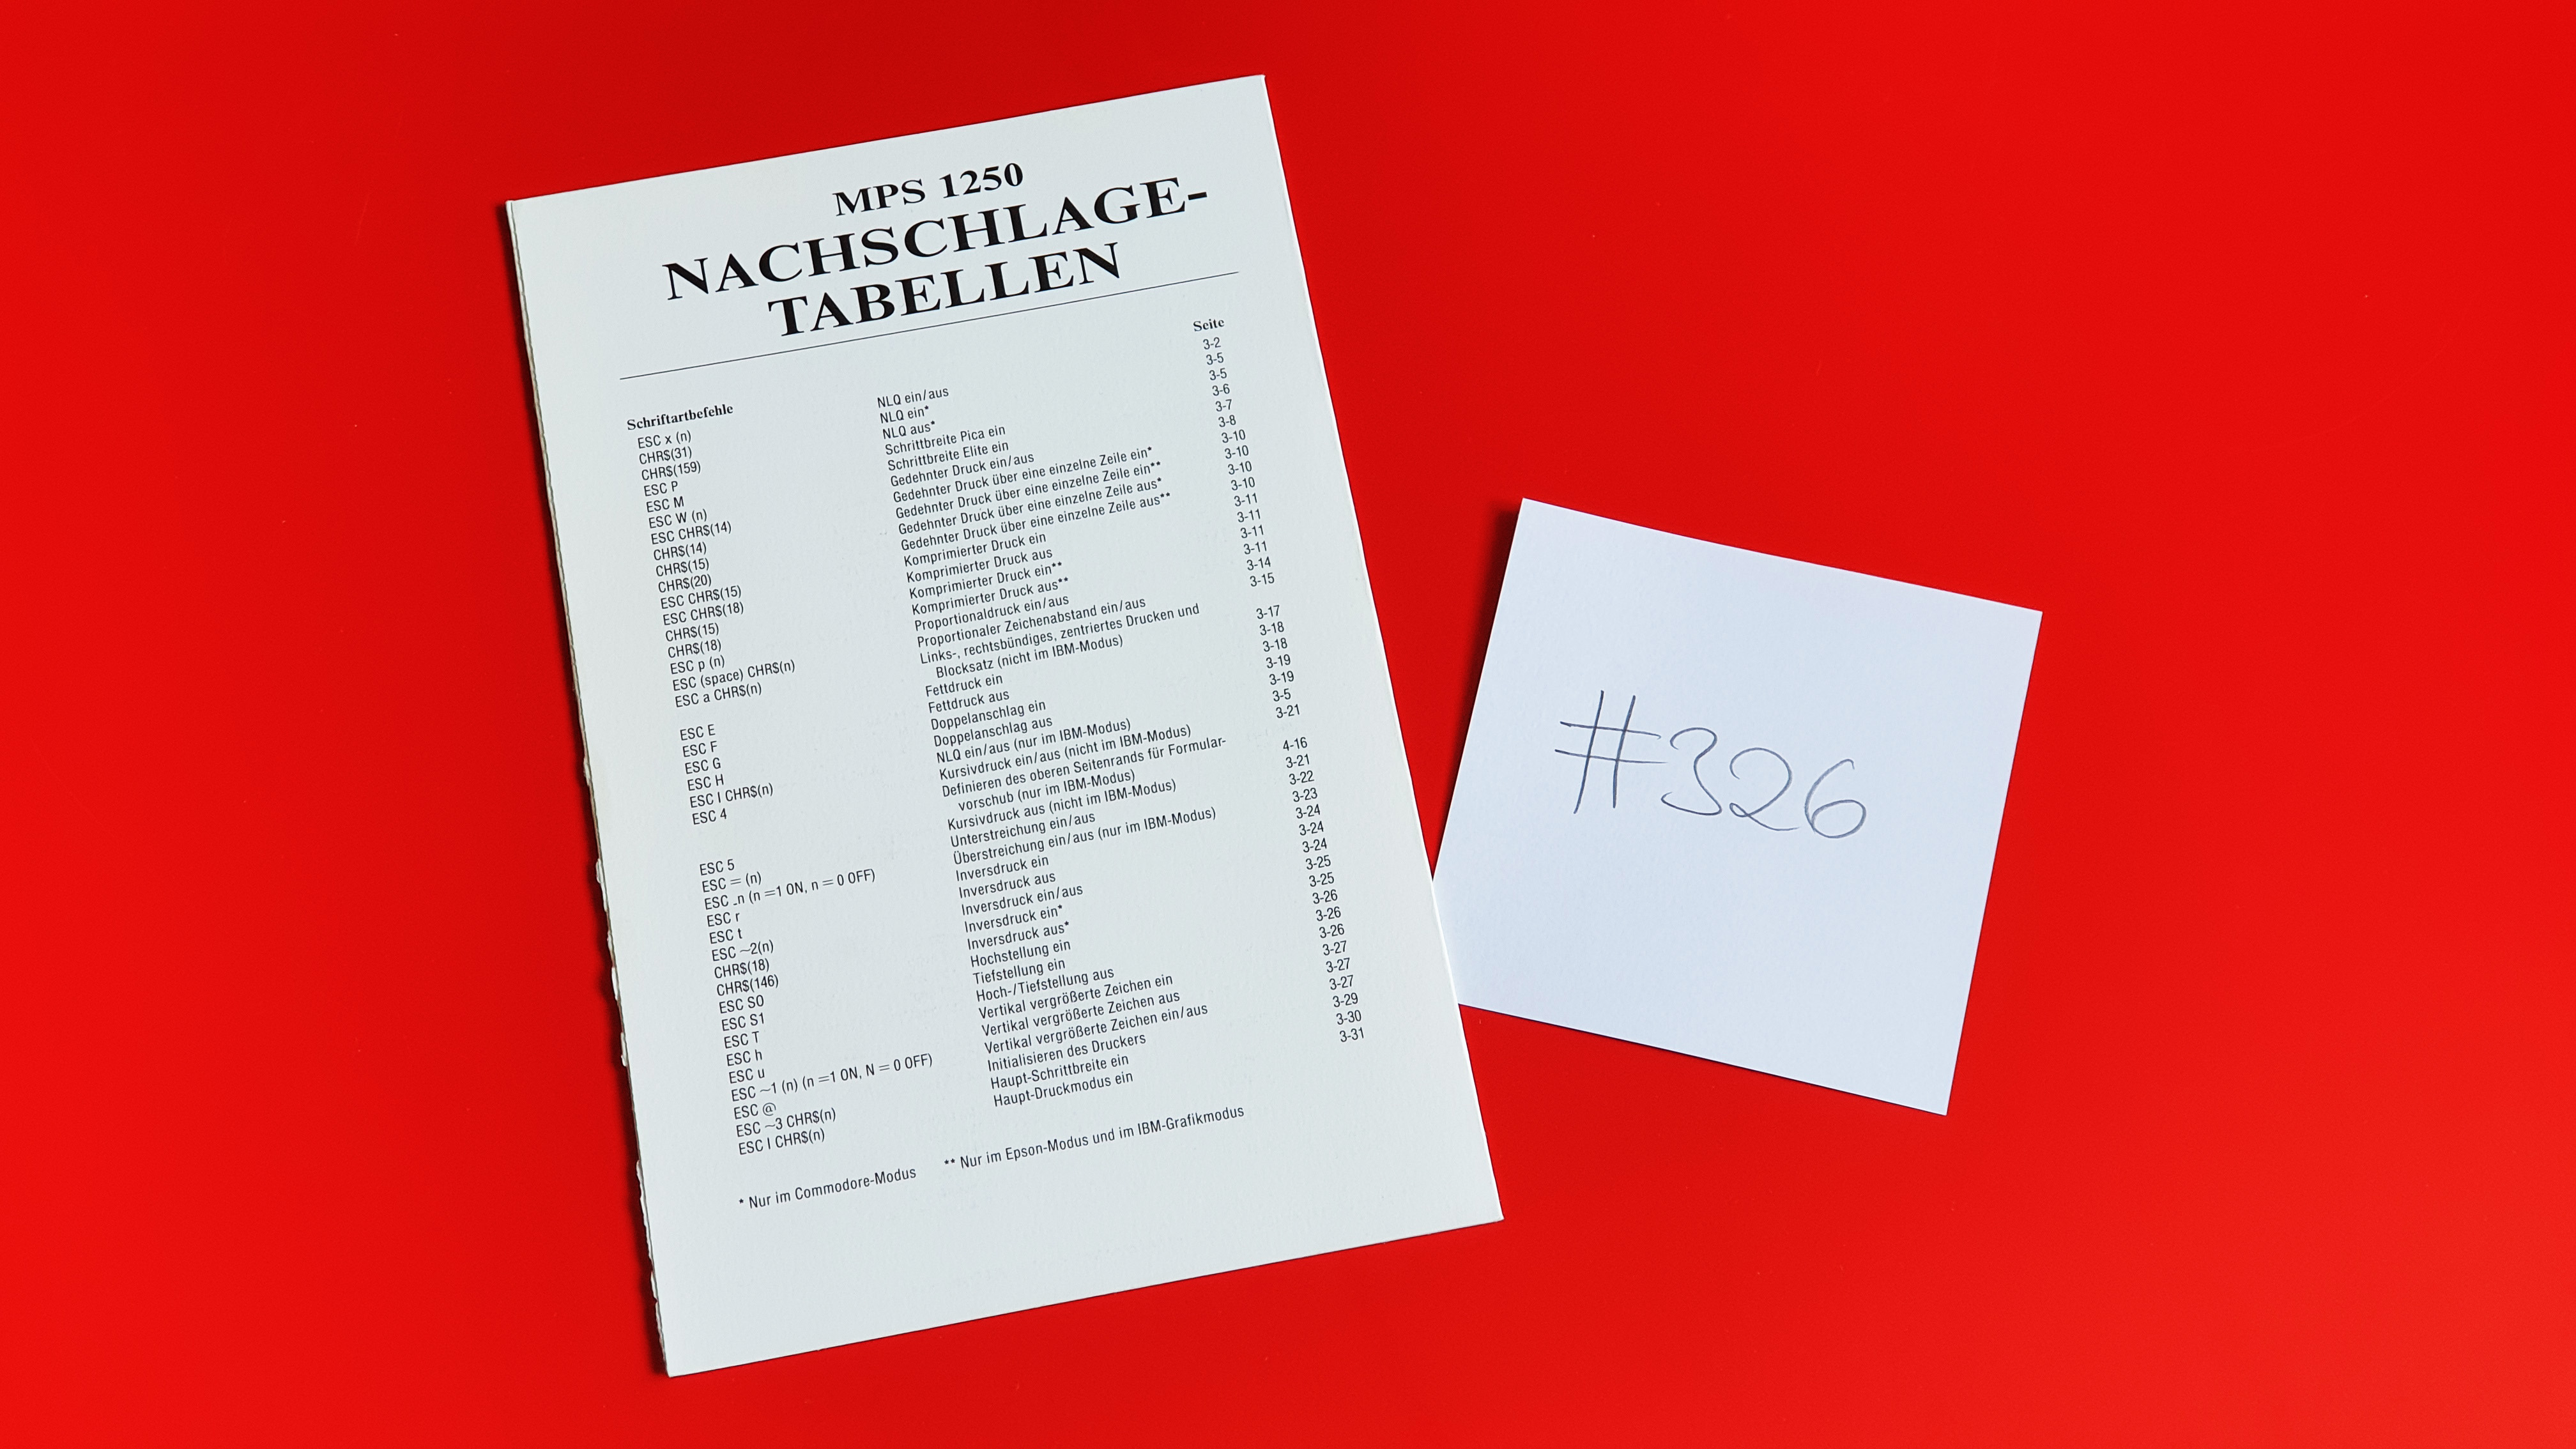 MPS 1250
NACHSCHLAGE-
TABELLEN
Seite
Schriftartbefehle
ESC x (n) NLQ ein/aus 3-2
CHR$(31) NLQ ein* 3-5
CHR$(159) NLQ aus* 3-5
ESC P Schrittbreite Pica ein 3-6
ESC M Schrittbreite Elite ein 3-7
ESC W (n) Gedehnter Druck ein/aus 3-8
ESC CHR$(14) Gedehnter Druck über eine einzelne Zeile ein* 3-10
CHR$(14) Gedehnter Druck über eine einzelne Zeile ein** 3-10
CHR$(15) Gedehnter Druck über eine einzelne Zeile aus* 3-10
CHR$(20) Gedehnter Druck über eine einzelne Zeile aus** 3-10
ESC CHR$(15) Komprimierter Druck ein 3-11
ESC CHR$(18) Komprimierter Druck aus 3-11
CHR$(15) Komprimierter Druck ein** 3-11
CHR$(18) Komprimierter Druck aus** 3-11
ESC p (n) Proportionaldruck ein/aus 3-14
ESC (space) CHR$(n) Proportionaler Zeichenabstand ein/aus 3-15
ESC a CHR$(n) Links-, rechtsbündiges, zentriertes Drucken und
Blocksatz (nicht im IBM-Modus) 3-17
ESC E Fettdruck ein 3-18
ESC F Fettdruck aus 3-18
ESC G Doppelanschlag ein 3-19
ESC H Doppelanschlag aus 3-19
ESC I CHR$(n) NLQ ein/aus (nur im IBM-Modus) 3-5
ESC 4 Kursivdruck ein/aus (nicht im IBM-Modus) 3-21
Definieren des oberen Seitenrands für Formular-
vorschub (nur im IBM-Modus) 4-16
ESC 5 Kursivdruck aus (nicht im IBM-Modus) 3-21
ESC = (n) Unterstreichung ein/aus 3-22
ESC _n (n =1 ON, n = 0 OFF) Überstreichung ein/aus (nur im IBM-Modus) 3-23
ESC r Inversdruck ein 3-24
ESC t Inversdruck aus 3-24
ESC ~2(n) Inversdruck ein/aus 3-24
CHR$(18) Inversdruck ein* 3-25
CHR$(146) Inversdruck aus* 3-25
ESC S0 Hochstellung ein 3-26
ESC S1 Tiefstellung ein 3-26
ESC T Hoch-/Tiefstellung aus 3-26
ESC h Vertikal vergrößerte Zeichen ein 3-27
ESC u Vertikal vergrößerte Zeichen aus 3-27
ESC ~1 (n) (n =1 ON, N = 0 OFF) Vertikal vergrößerte Zeichen ein/aus 3-27
ESC @ Initialisieren des Druckers 3-29
ESC ~3 CHR$(n) Haupt-Schrittbreite ein 3-30
ESC I CHR$(n) Haupt-Druckmodus ein 3-31
* Nur im Commodore-Modus ** Nur im Epson-Modus und im IBM-Grafikmodus
#326